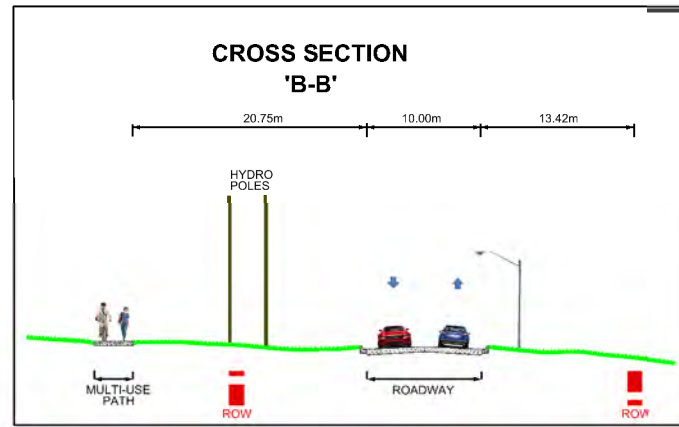 CROSS SECTION
'B-B'
20.75m
10.00m
13.42m
HYDRO
POLES
MULTI-USE
PATH
ROADWAY
ROW
ROW